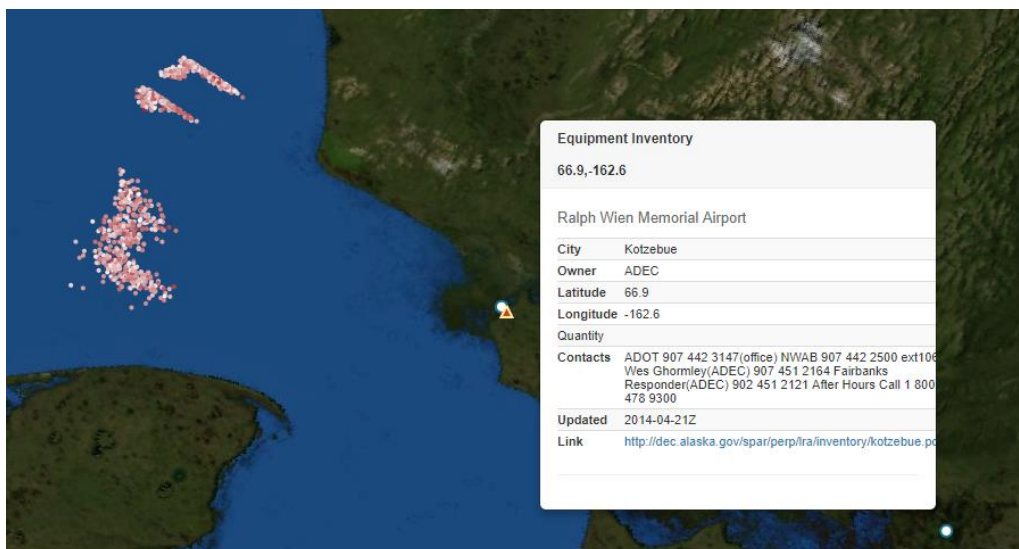 Equipment Inventory
66.9,-162.6
Ralph Wien Memorial Airport
City Kotzebue
Owner ADEC
Latitude 66.9
Longitude -162.6
Quantity
Contacts ADOT 907 442 3147(office) NWAB 907 442 2500 ext106
Wes Ghormley(ADEC) 907 451 2164 Fairbanks
Responder(ADEC) 902 451 2121 After Hours Call 1 800
478 9300
Updated 2014-04-21Z
Link http://dec.alaska.gov/spar/perp/lra/inventory/kotzebue.pd